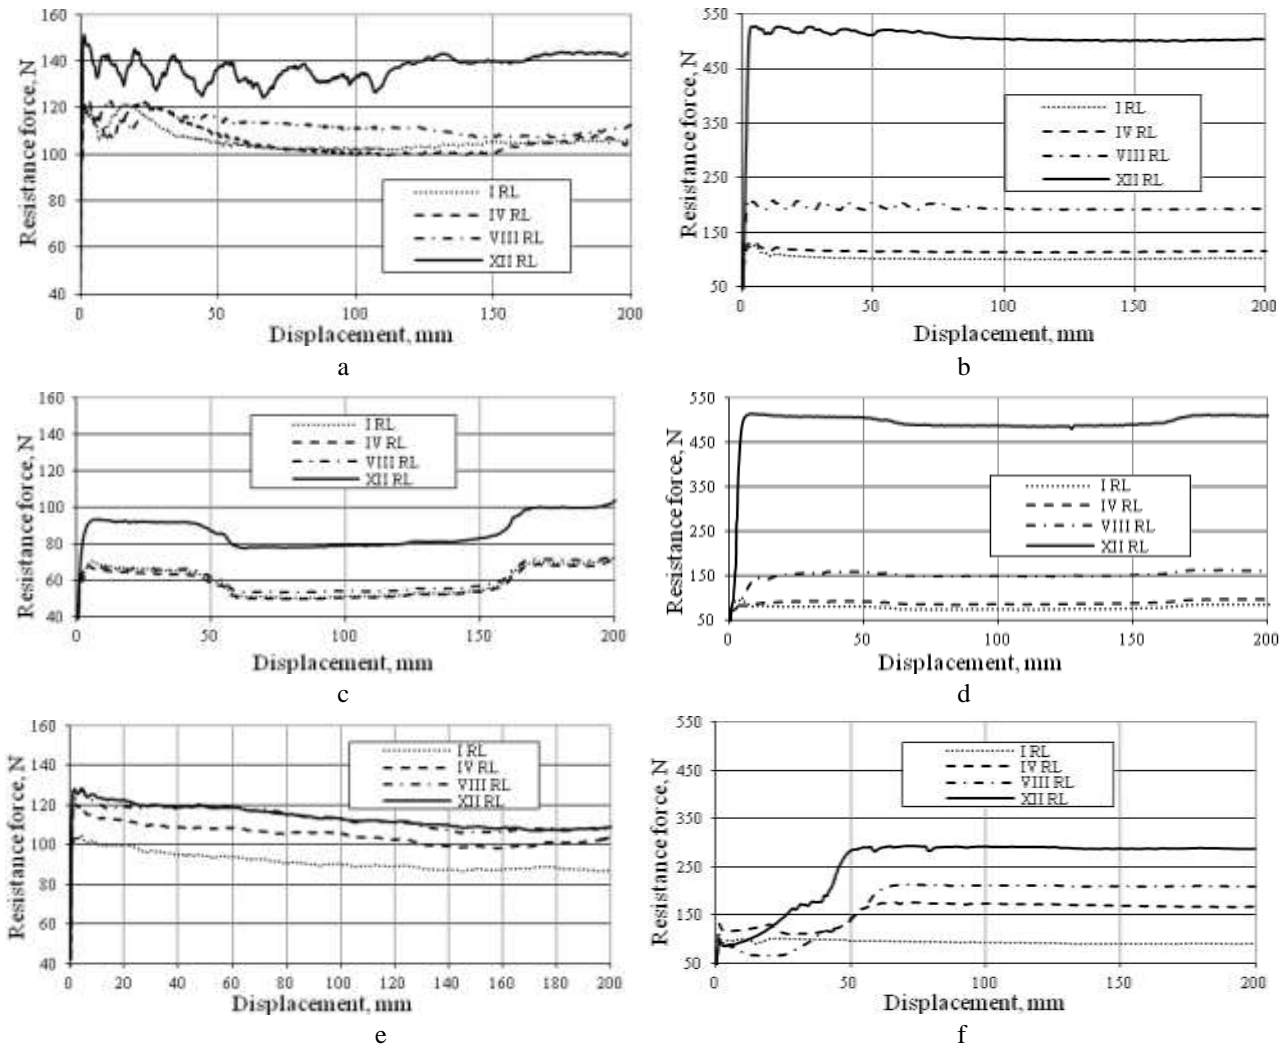 160
140
120
100
80
60
40
Resistance force, N
I RL
IV RL
VIII RL
XII RL
0 50 100 150 200
Displacement, mm
a
550
450
350
250
150
50
Resistance force, N
I RL
IV RL
VIII RL
XII RL
0 50 100 150 200
Displacement, mm
b
160
140
120
100
80
60
40
Resistance force, N
I RL
IV RL
VIII RL
XII RL
0 50 100 150 200
Displacement, mm
c
550
450
350
250
150
50
Resistance force, N
I RL
IV RL
VIII RL
XII RL
0 50 100 150 200
Displacement, mm
d
160
140
120
100
80
60
40
Resistance force, N
I RL
IV RL
VIII RL
XII RL
0 20 40 60 80 100 120 140 160 180 200
Displacement, mm
e
550
450
350
250
150
50
Resistance force, N
I RL
IV RL
VIII RL
XII RL
0 50 100 150 200
Displacement, mm
f